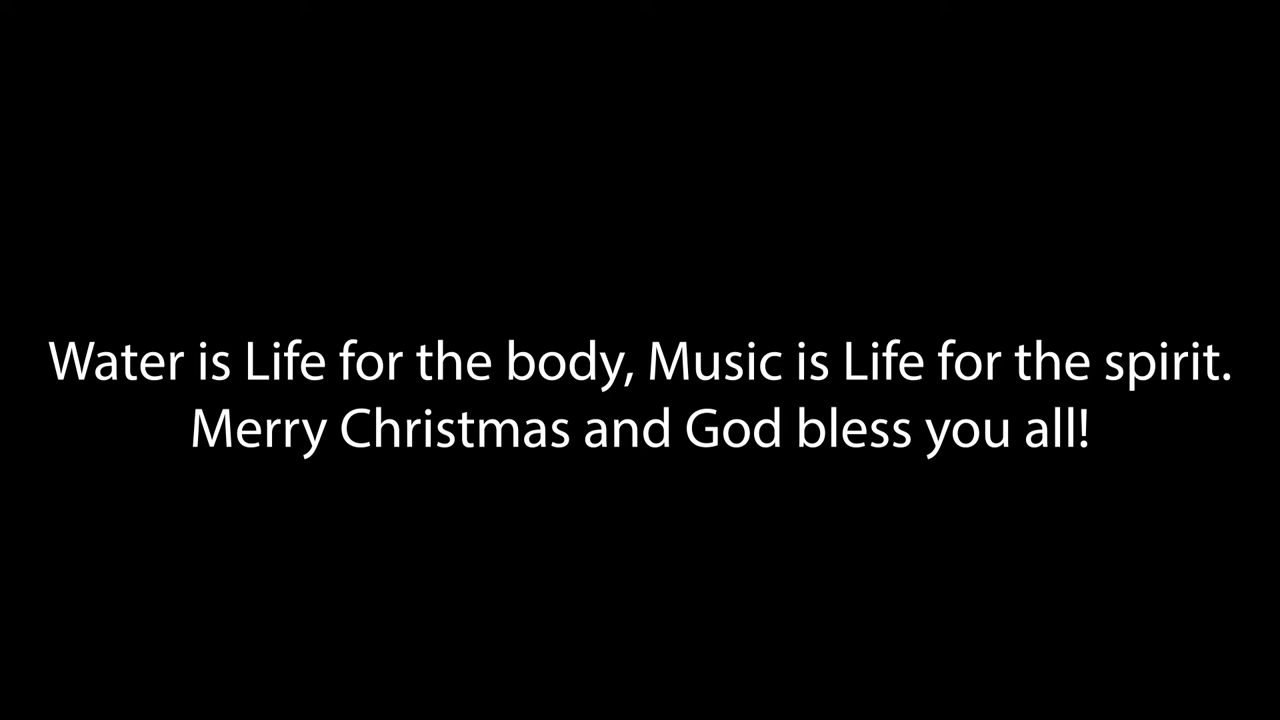 Water is Life for the body, Music is Life for the spirit.
Merry Christmas and God bless you all!